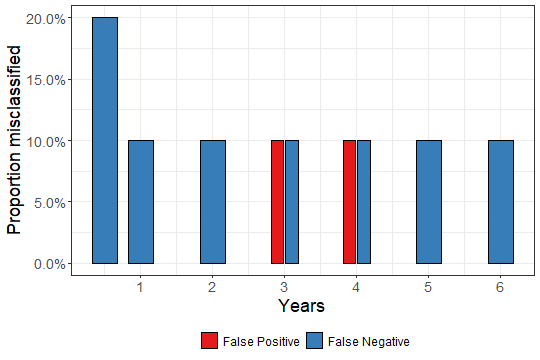 Proportion misclassified
20.0%
15.0%
10.0%
5.0%
0.0%
1 2 3 4 5 6
Years
False Positive False Negative